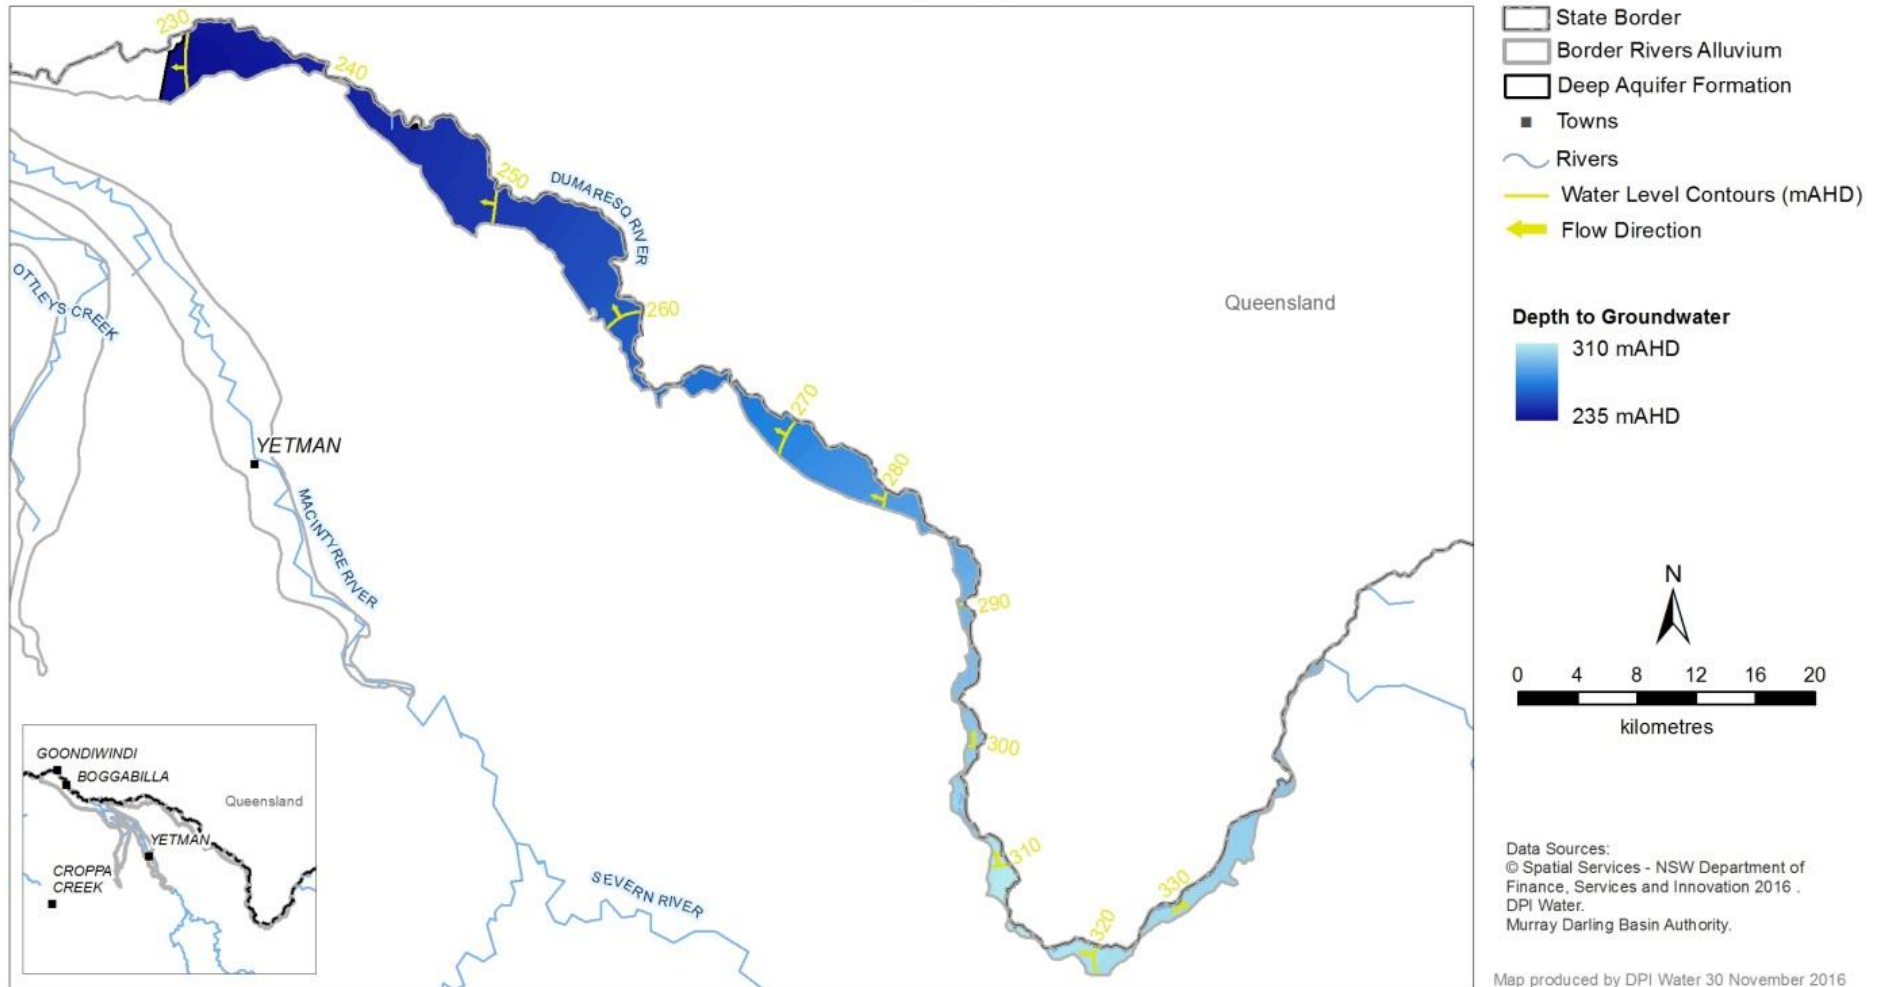 230
240
250
DUMARESQ RIVER
260
270
280
290
300
310
320
330
Queensland
OTTLEYS CREEK
YETMAN
MACINTYRE RIVER
SEVERN RIVER
GOONDIWINDI
BOGGABILLA
Queensland
YETMAN
CROPPA
CREEK
State Border
Border Rivers Alluvium
Deep Aquifer Formation
Towns
Rivers
Water Level Contours (mAHD)
Flow Direction
Depth to Groundwater
310 mAHD
235 mAHD
N
0 4 8 12 16 20
kilometres
Data Sources:
© Spatial Services - NSW Department of
Finance, Services and Innovation 2016 .
DPI Water.
Murray Darling Basin Authority.
Map produced by DPI Water 30 November 2016